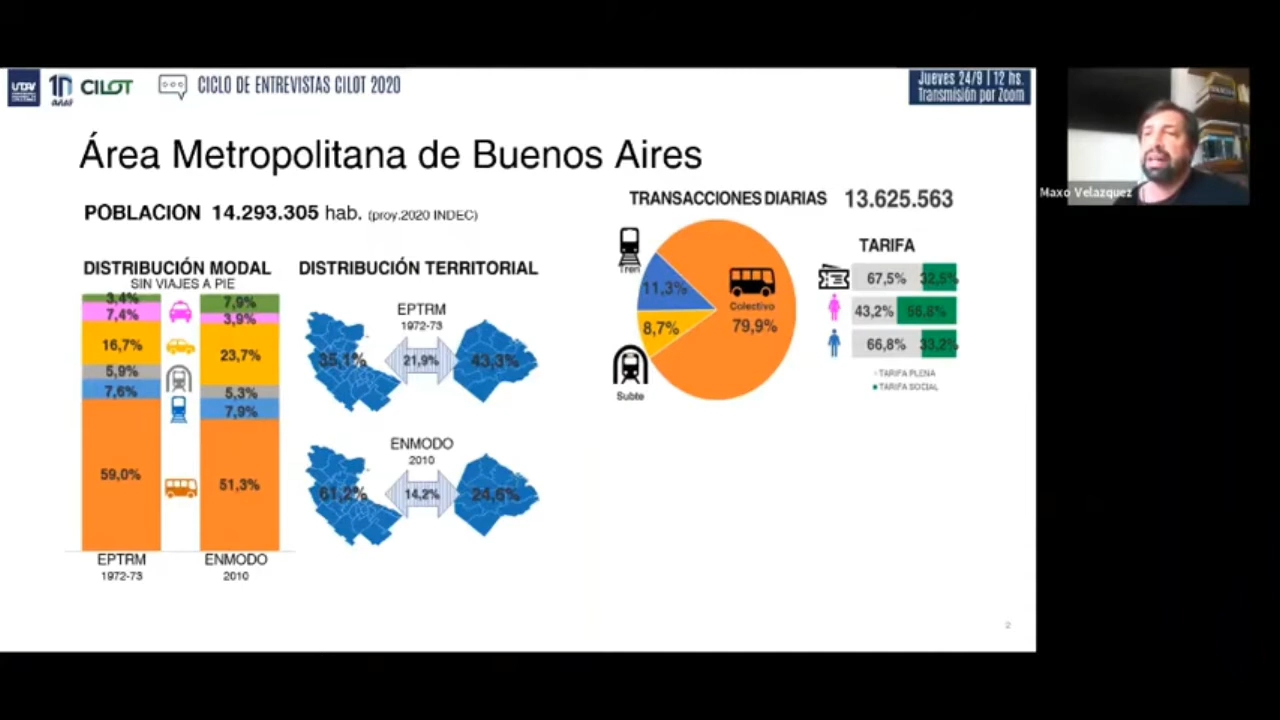 UTDT
10 años
CILOT
CICLO DE ENTREVISTAS CILOT 2020
Jueves 24/9 | 12 hs.
Transmisión por Zoom
Área Metropolitana de Buenos Aires
POBLACIÓN 14.293.305 hab. (proy.2020 INDEC)
DISTRIBUCIÓN MODAL
SIN VIAJES A PIE
3,4%
7,4%
16,7%
5,9%
7,6%
59,0%
7,9%
3,9%
23,7%
5,3%
7,9%
51,3%
EPTRM
1972-73
ENMODO
2010
DISTRIBUCIÓN TERRITORIAL
EPTRM
1972-73
35,1%
21,9%
43,3%
ENMODO
2010
61,2%
14,2%
24,6%
TRANSACCIONES DIARIAS 13.625.563
Tren
11,3%
8,7%
Subte
Colectivo
79,9%
TARIFA
67,5% 32,5%
43,2% 56,8%
66,8% 33,2%
TARIFA PLENA
TARIFA SOCIAL
2
Maxo Velazquez